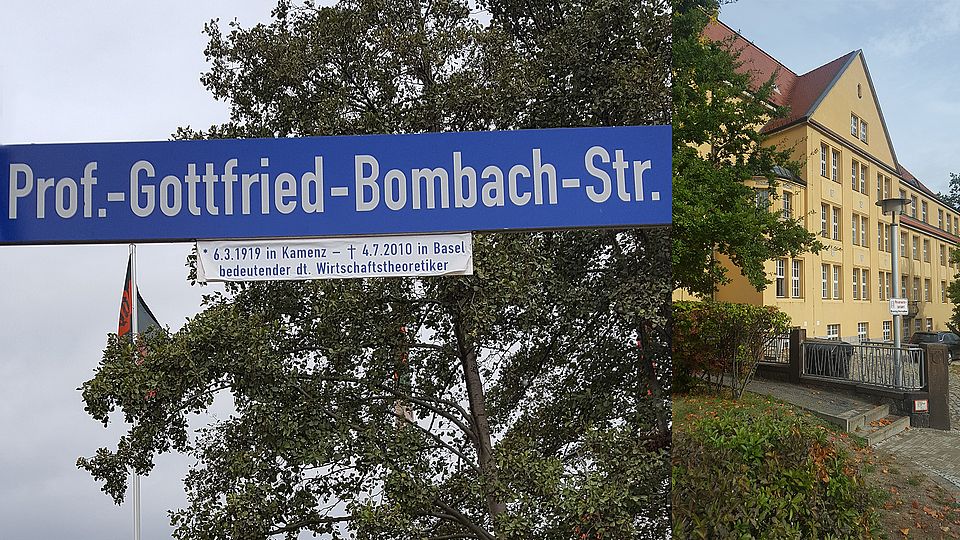 Prof.-Gottfried-Bombach-Str.
* 6.3.1919 in Kamenz – † 4.7.2010 in Basel
bedeutender dt. Wirtschaftstheoretiker